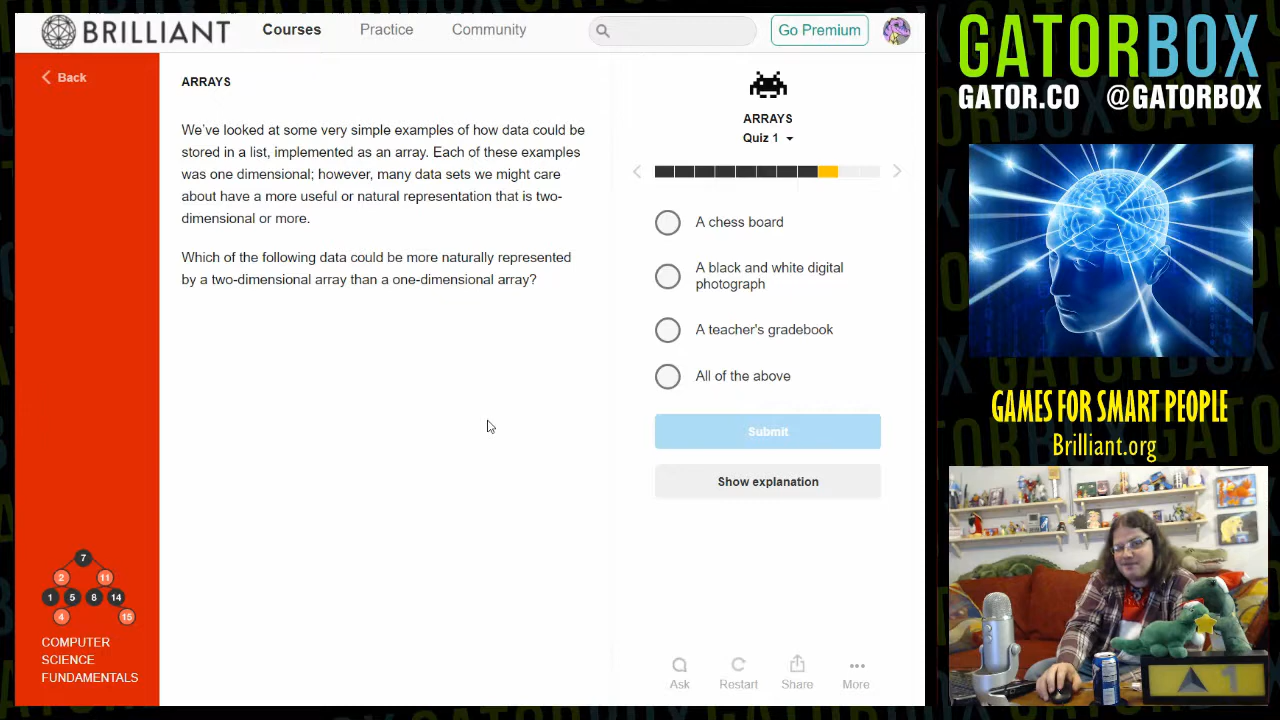 BRILLIANT
Courses
Practice
Community
Go Premium
Back
ARRAYS
We've looked at some very simple examples of how data could be
stored in a list, implemented as an array. Each of these examples
was one dimensional; however, many data sets we might care
about have a more useful or natural representation that is two-
dimensional or more.
Which of the following data could be more naturally represented
by a two-dimensional array than a one-dimensional array?
ARRAYS
Quiz 1
A chess board
A black and white digital
photograph
A teacher's gradebook
All of the above
Submit
Show explanation
Ask
Restart
Share
More
7
2
11
1
5
8
14
4
15
COMPUTER
SCIENCE
FUNDAMENTALS
GATORBOX
GATOR.CO @GATORBOX
GAMES FOR SMART PEOPLE
Brilliant.org
1